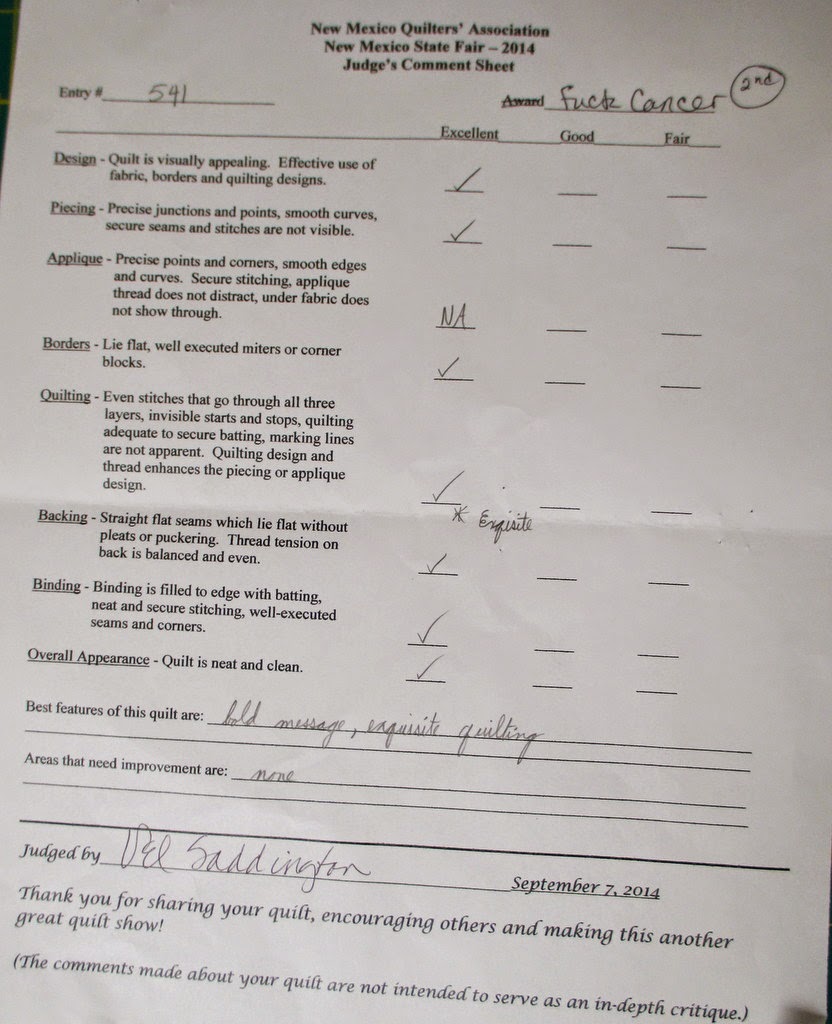 New Mexico Quilters' Association
New Mexico State Fair – 2014
Judge's Comment Sheet
Entry # 541
Award Fuck Cancer 2nd
Excellent Good Fair
Design - Quilt is visually appealing. Effective use of
fabric, borders and quilting designs.
Piecing - Precise junctions and points, smooth curves,
secure seams and stitches are not visible.
Applique - Precise points and corners, smooth edges
and curves. Secure stitching, applique
thread does not distract, under fabric does
not show through.
NA
Borders - Lie flat, well executed miters or corner
blocks.
Quilting - Even stitches that go through all three
layers, invisible starts and stops, quilting
adequate to secure batting, marking lines
are not apparent. Quilting design and
thread enhances the piecing or applique
design.
* Exquisite
Backing - Straight flat seams which lie flat without
pleats or puckering. Thread tension on
back is balanced and even.
Binding - Binding is filled to edge with batting,
neat and secure stitching, well-executed
seams and corners.
Overall Appearance - Quilt is neat and clean.
Best features of this quilt are: bold message, exquisite quilting
Areas that need improvement are: none
Judged by Del Saddington
September 7, 2014
Thank you for sharing your quilt, encouraging others and making this another
great quilt show!
(The comments made about your quilt are not intended to serve as an in-depth critique.)